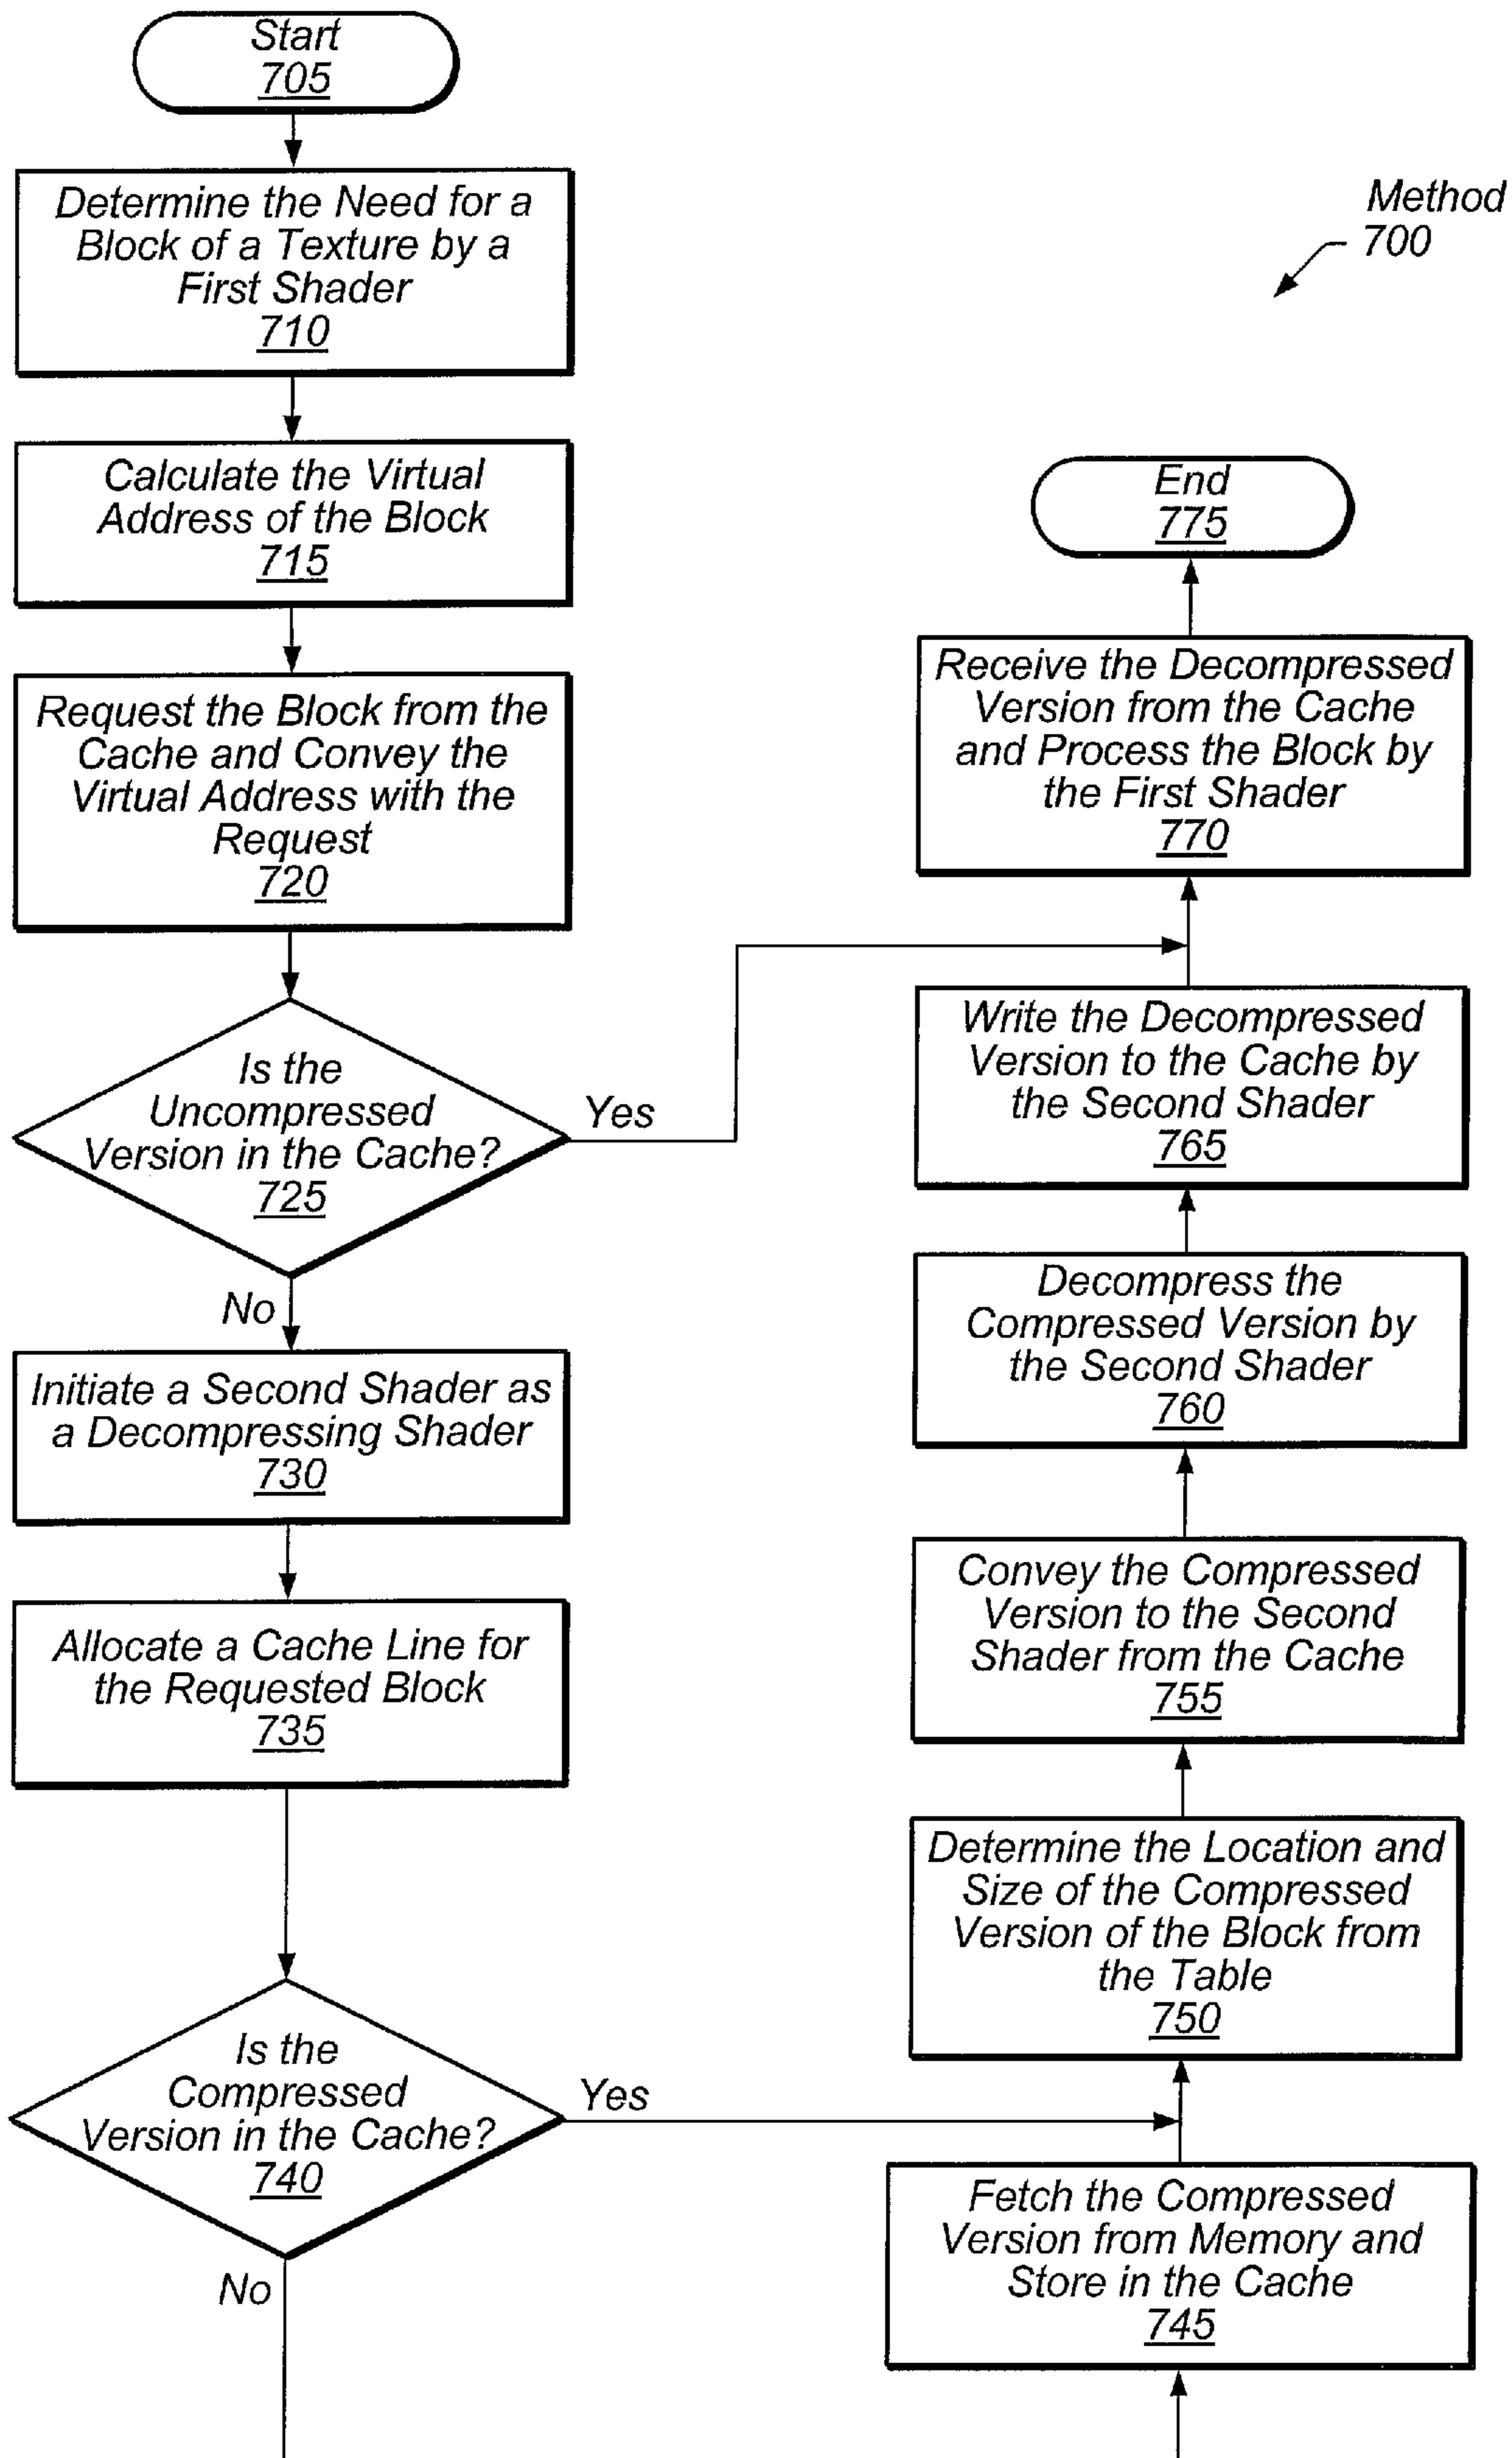 Start
705
Determine the Need for a
Block of a Texture by a
First Shader
710
Calculate the Virtual
Address of the Block
715
Request the Block from the
Cache and Convey the
Virtual Address with the
Request
720
Is the
Uncompressed
Version in the Cache?
725
Yes
No
Initiate a Second Shader as
a Decompressing Shader
730
Allocate a Cache Line for
the Requested Block
735
Is the
Compressed
Version in the Cache?
740
Yes
No
Method
700
End
775
Receive the Decompressed
Version from the Cache
and Process the Block by
the First Shader
770
Write the Decompressed
Version to the Cache by
the Second Shader
765
Decompress the
Compressed Version by
the Second Shader
760
Convey the Compressed
Version to the Second
Shader from the Cache
755
Determine the Location and
Size of the Compressed
Version of the Block from
the Table
750
Fetch the Compressed
Version from Memory and
Store in the Cache
745